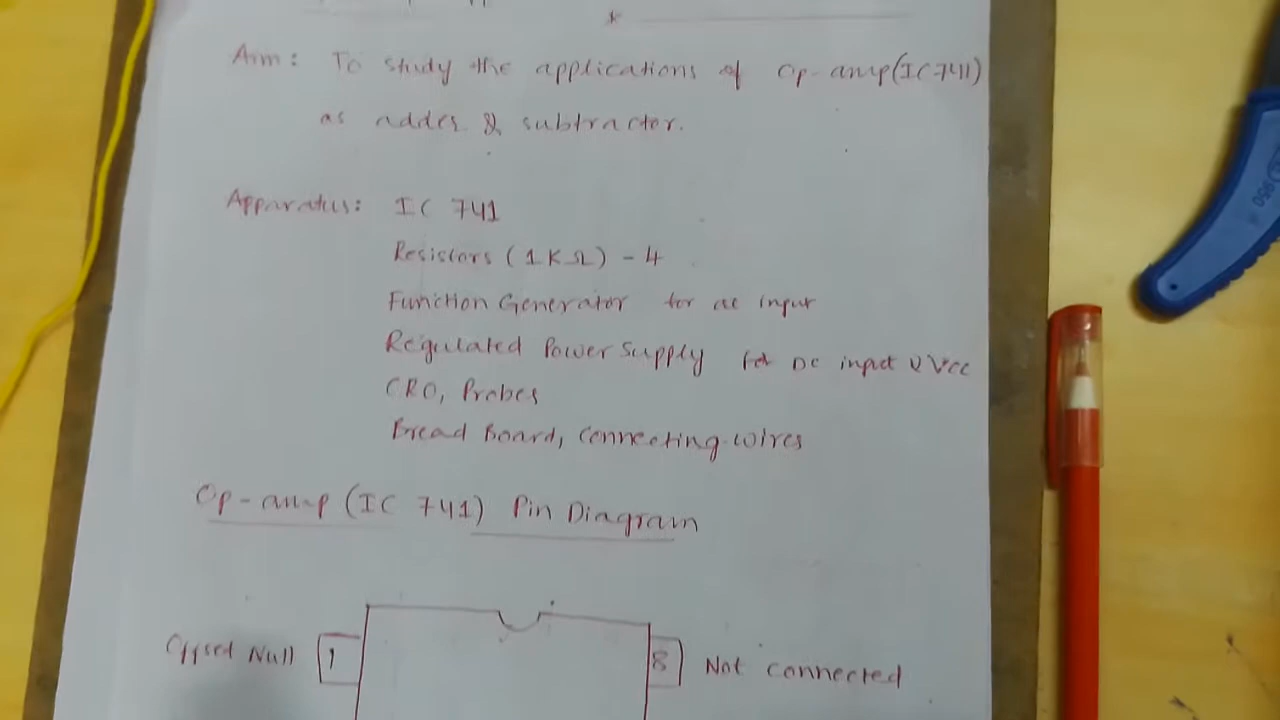 Aim: To study the applications of Op-amp (IC 741)
as adder & subtractor.
Apparatus: IC 741
Resistors (1KΩ) - 4
Function Generator for ac input
Regulated Power Supply for DC input & Vcc
CRO, Probes
Bread Board, connecting wires
Op-amp (IC 741) Pin Diagram
Offset Null 1
8 Not connected